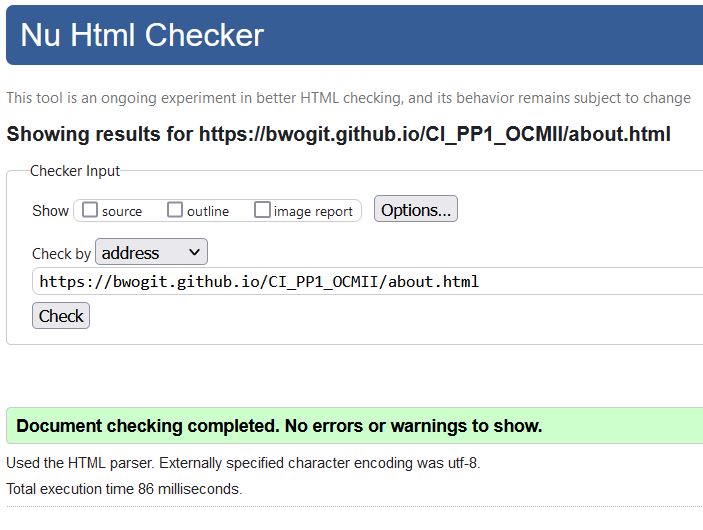 Nu Html Checker
This tool is an ongoing experiment in better HTML checking, and its behavior remains subject to change
Showing results for https://bwogit.github.io/CI_PP1_OCMII/about.html
Checker Input
Show source outline image report Options...
Check by address
https://bwogit.github.io/CI_PP1_OCMII/about.html
Check
Document checking completed. No errors or warnings to show.
Used the HTML parser. Externally specified character encoding was utf-8.
Total execution time 86 milliseconds.